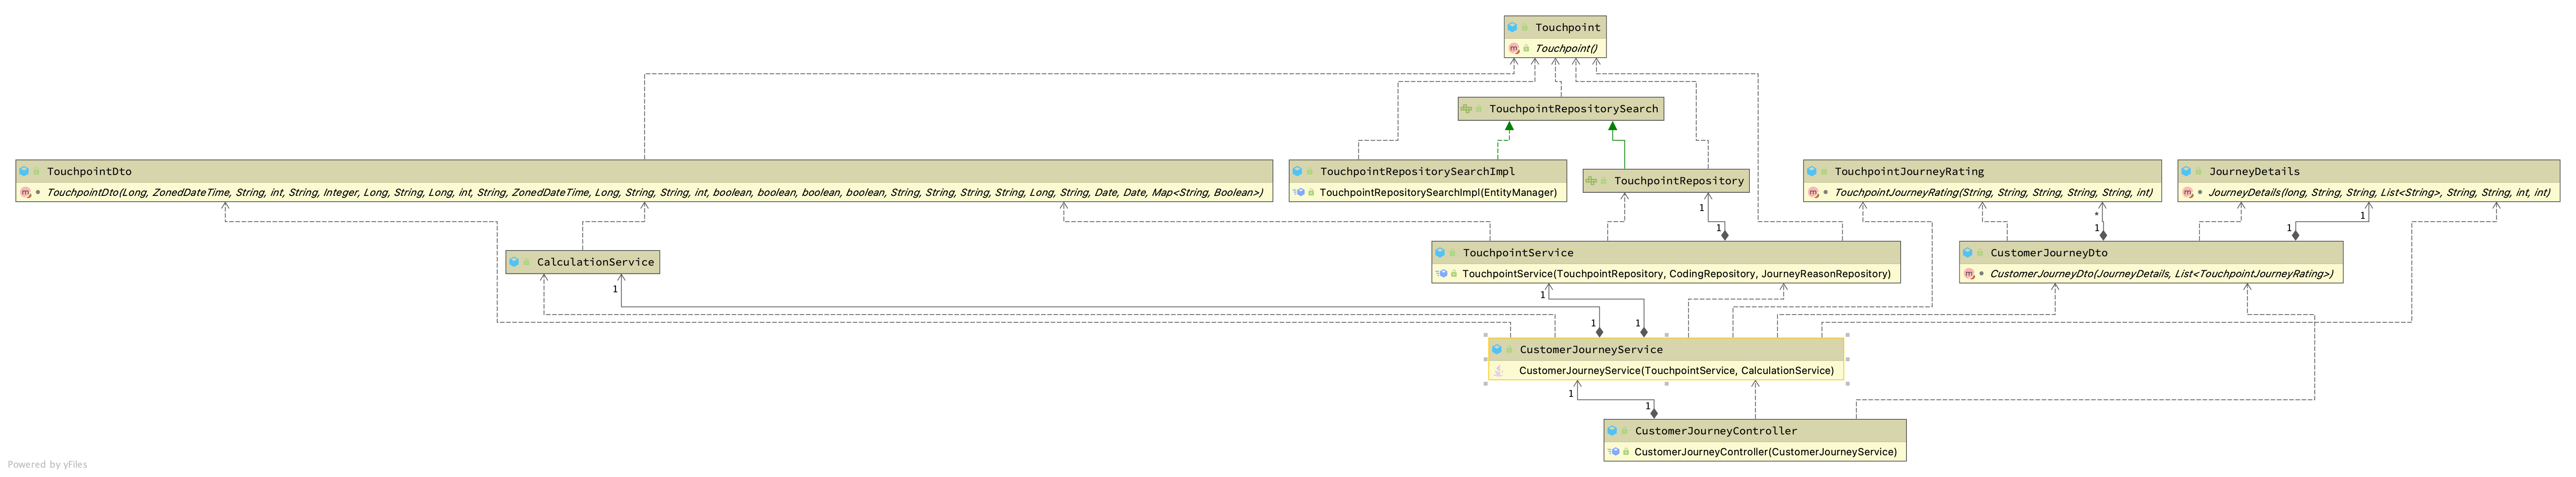 Touchpoint
Touchpoint()
TouchpointRepositorySearch
TouchpointDto
TouchpointDto(Long, ZonedDateTime, String, int, String, Integer, Long, String, Long, int, String, ZonedDateTime, Long, String, String, int, boolean, boolean, boolean, boolean, String, String, String, String, Long, String, Date, Date, Map<String, Boolean>)
TouchpointRepositorySearchImpl
TouchpointRepositorySearchImpl(EntityManager)
TouchpointRepository
TouchpointJourneyRating
TouchpointJourneyRating(String, String, String, String, String, int)
JourneyDetails
JourneyDetails(long, String, String, List<String>, String, String, int, int)
1
*
1
1
1
1
CalculationService
TouchpointService
TouchpointService(TouchpointRepository, CodingRepository, JourneyReasonRepository)
CustomerJourneyDto
CustomerJourneyDto(JourneyDetails, List<TouchpointJourneyRating>)
1
1
1
1
CustomerJourneyService
CustomerJourneyService(TouchpointService, CalculationService)
1
1
CustomerJourneyController
CustomerJourneyController(CustomerJourneyService)
Powered by yFiles